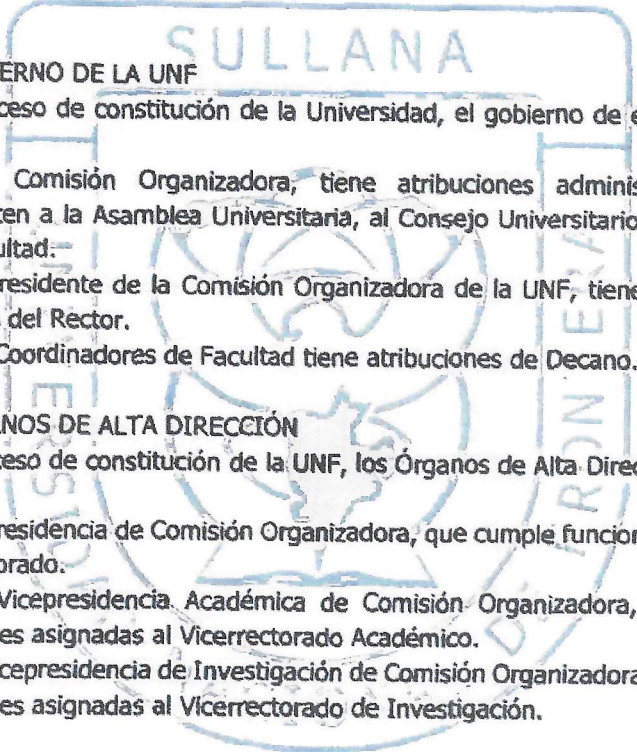 SULLANA
ERNO DE LA UNF
ceso de constitución de la Universidad, el gobierno de e
Comisión Organizadora, tiene atribuciones adminis
ten a la Asamblea Universitaria, al Consejo Universitario
ultad.
residente de la Comisión Organizadora de la UNF, tiene
del Rector.
Coordinadores de Facultad tiene atribuciones de Decano.
NOS DE ALTA DIRECCIÓN
ceso de constitución de la UNF, los Órganos de Alta Direc
residencia de Comisión Organizadora, que cumple funcion
orado.
Vicepresidencia Académica de Comisión Organizadora,
es asignadas al Vicerrectorado Académico.
cepresidencia de Investigación de Comisión Organizadora
es asignadas al Vicerrectorado de Investigación.
DE FRONTERA